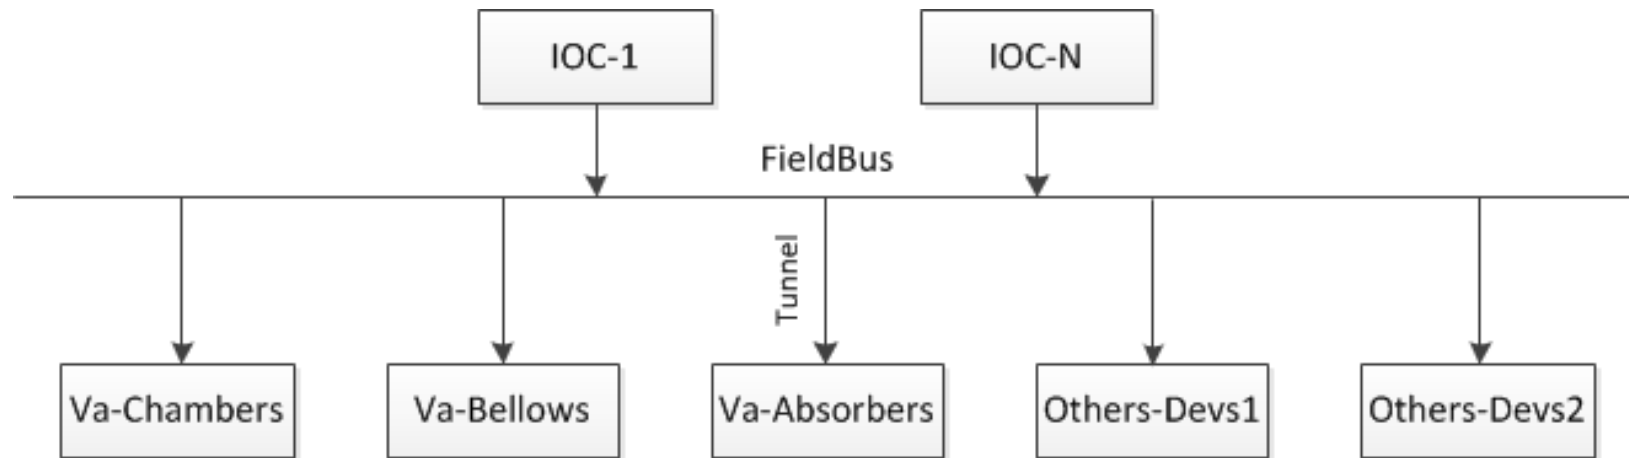 IOC-1
IOC-N
FieldBus
Tunnel
Va-Chambers
Va-Bellows
Va-Absorbers
Others-Devs1
Others-Devs2